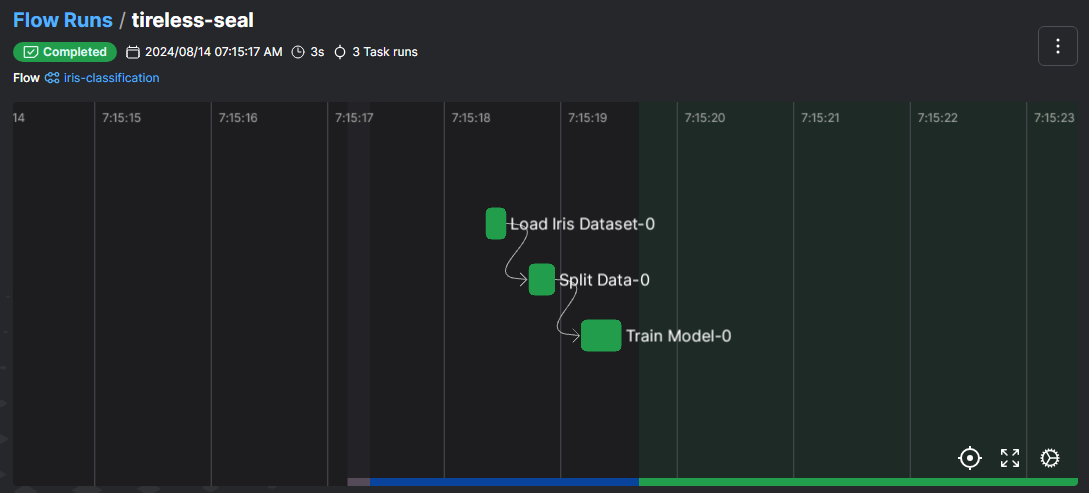 Flow Runs / tireless-seal
Completed 2024/08/14 07:15:17 AM 3s 3 Task runs
Flow iris-classification
14 7:15:15 7:15:16 7:15:17 7:15:18 7:15:19 7:15:20 7:15:21 7:15:22 7:15:23
Load Iris Dataset-0
Split Data-0
Train Model-0